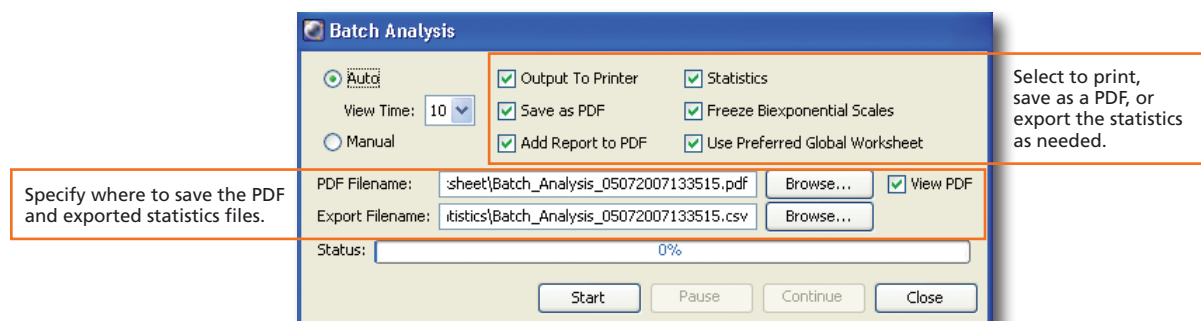 Batch Analysis
Auto
Output To Printer
Statistics
View Time: 10
Save as PDF
Freeze Biexponential Scales
Manual
Add Report to PDF
Use Preferred Global Worksheet
Select to print,
save as a PDF, or
export the statistics
as needed.
Specify where to save the PDF
and exported statistics files.
PDF Filename: :sheet\Batch_Analysis_05072007133515.pdf Browse... View PDF
Export Filename: itistics\Batch_Analysis_05072007133515.csv Browse...
Status: 0%
Start Pause Continue Close